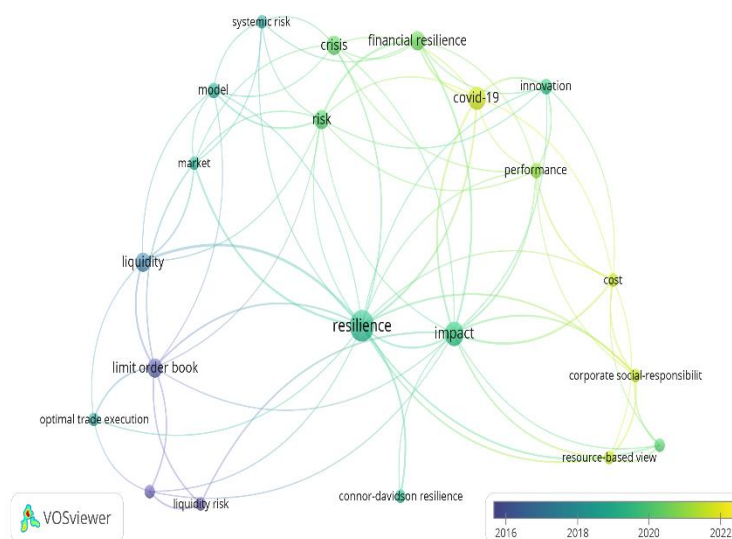 systemic risk
crisis
financial resilience
model
covid-19
innovation
risk
market
performance
liquidity
cost
resilience
impact
limit order book
corporate social-responsibilit
optimal trade execution
resource-based view
liquidity risk
connor-davidson resilience
VOSviewer
2016 2018 2020 2022